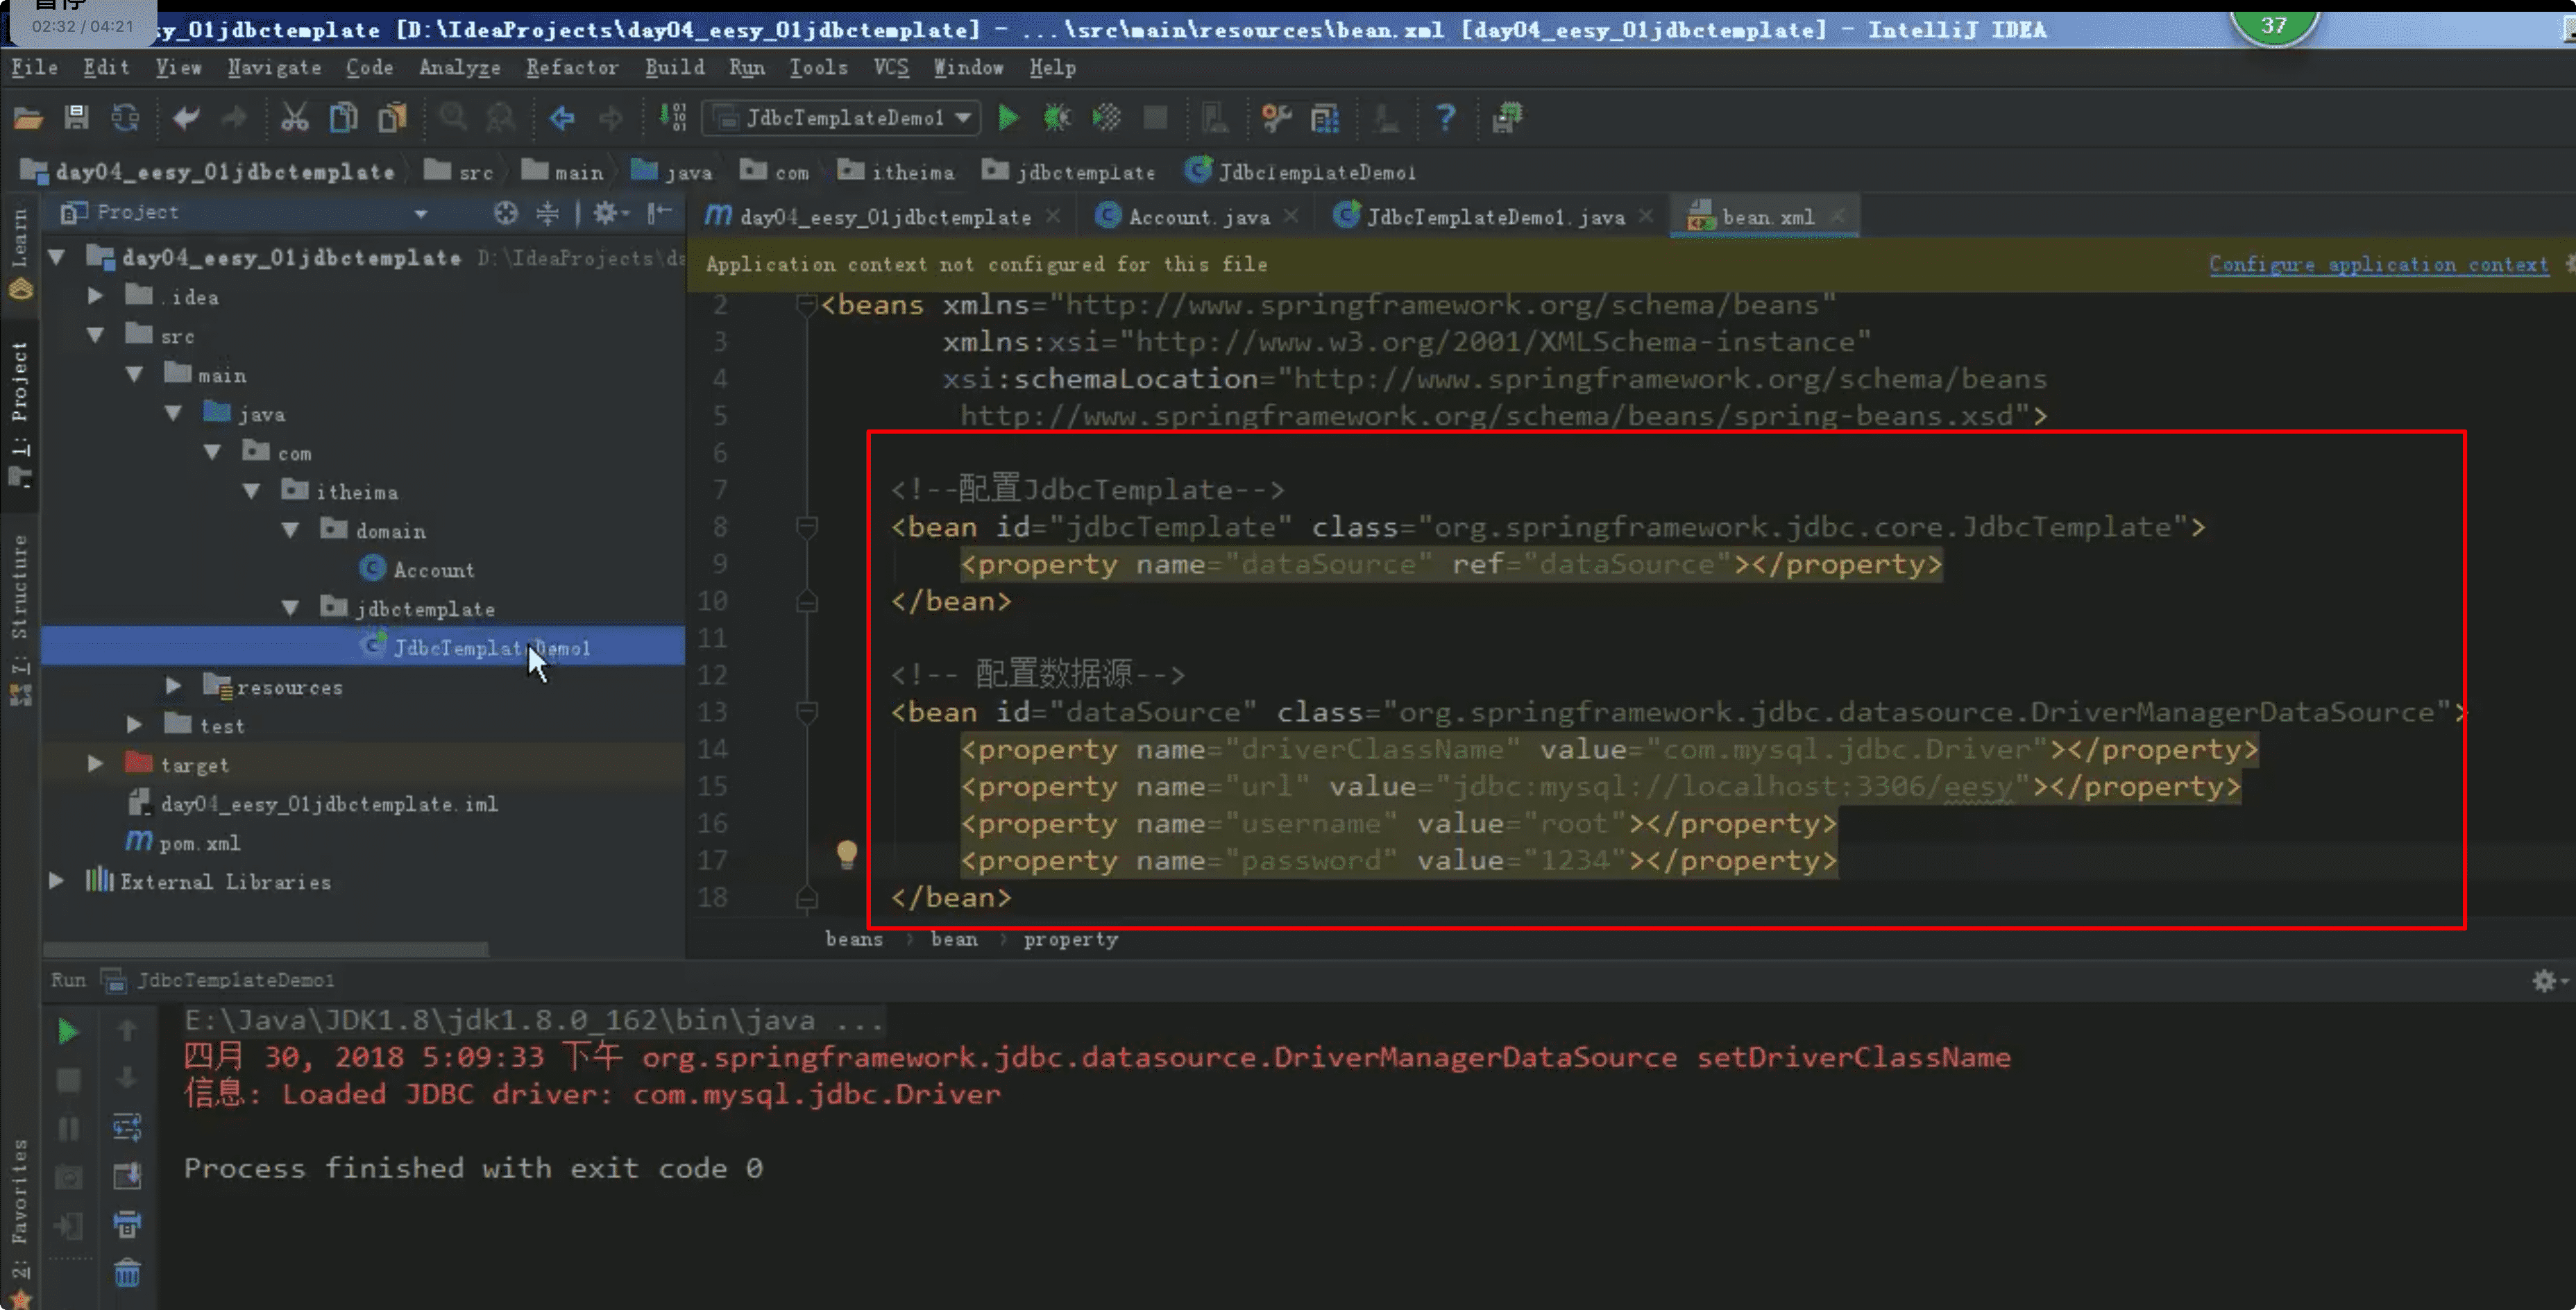 暂停
02:32 / 04:21
sy_01jdbctemplate [D:\IdeaProjects\day04_eesy_01jdbctemplate] - ...\src\main\resources\bean.xml [day04_eesy_01jdbctemplate] - IntelliJ IDEA
37
File Edit View Navigate Code Analyze Refactor Build Run Tools VCS Window Help
JdbcTemplateDemo1
day04_eesy_01jdbctemplate src main java com itheima jdbctemplate JdbcTemplateDemo1
Project
day04_eesy_01jdbctemplate × Account.java × JdbcTemplateDemo1.java × bean.xml ×
Learn
1: Project
7: Structure
2: Favorites
day04_eesy_01jdbctemplate D:\IdeaProjects\da
.idea
src
main
java
com
itheima
domain
Account
jdbctemplate
JdbcTemplateDemo1
resources
test
target
day04_eesy_01jdbctemplate.iml
pom.xml
External Libraries
Application context not configured for this file Configure application context
2 <beans xmlns="http://www.springframework.org/schema/beans"
3 xmlns:xsi="http://www.w3.org/2001/XMLSchema-instance"
4 xsi:schemaLocation="http://www.springframework.org/schema/beans
5 http://www.springframework.org/schema/beans/spring-beans.xsd">
6
7 <!--配置JdbcTemplate-->
8 <bean id="jdbcTemplate" class="org.springframework.jdbc.core.JdbcTemplate">
9 <property name="dataSource" ref="dataSource"></property>
10 </bean>
11
12 <!-- 配置数据源-->
13 <bean id="dataSource" class="org.springframework.jdbc.datasource.DriverManagerDataSource">
14 <property name="driverClassName" value="com.mysql.jdbc.Driver"></property>
15 <property name="url" value="jdbc:mysql://localhost:3306/eesy"></property>
16 <property name="username" value="root"></property>
17 <property name="password" value="1234"></property>
18 </bean>
beans › bean › property
Run JdbcTemplateDemo1
E:\Java\JDK1.8\jdk1.8.0_162\bin\java ...
四月 30, 2018 5:09:33 下午 org.springframework.jdbc.datasource.DriverManagerDataSource setDriverClassName
信息: Loaded JDBC driver: com.mysql.jdbc.Driver
Process finished with exit code 0